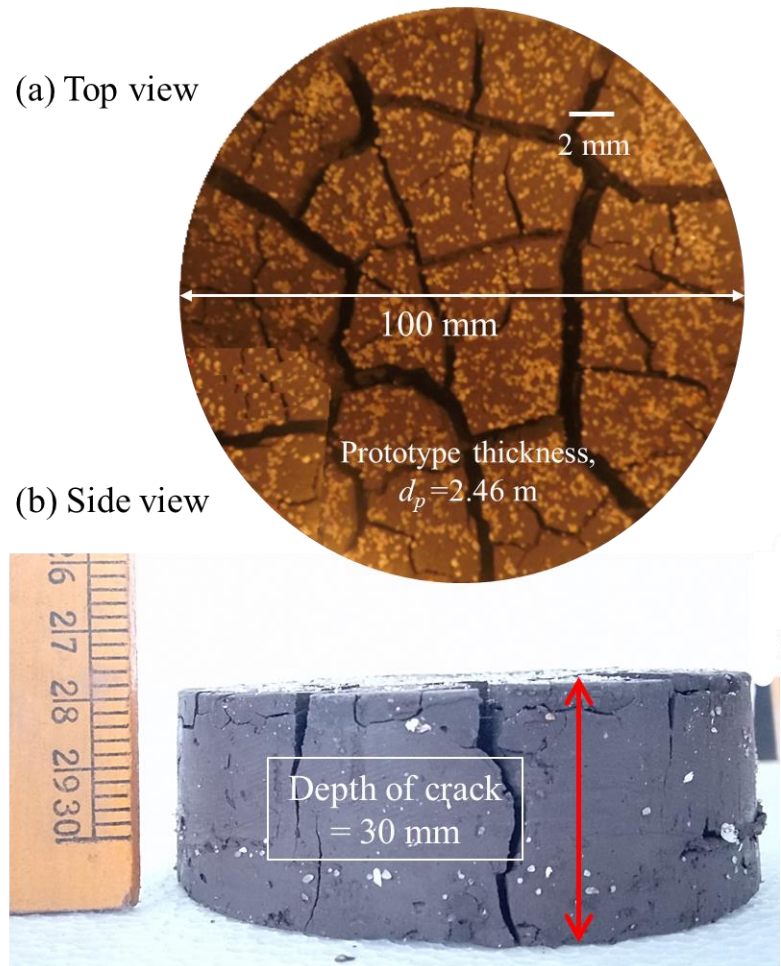 (a) Top view
2 mm
100 mm
Prototype thickness,
dₚ=2.46 m
(b) Side view
6
27
28
29
30
Depth of crack
= 30 mm